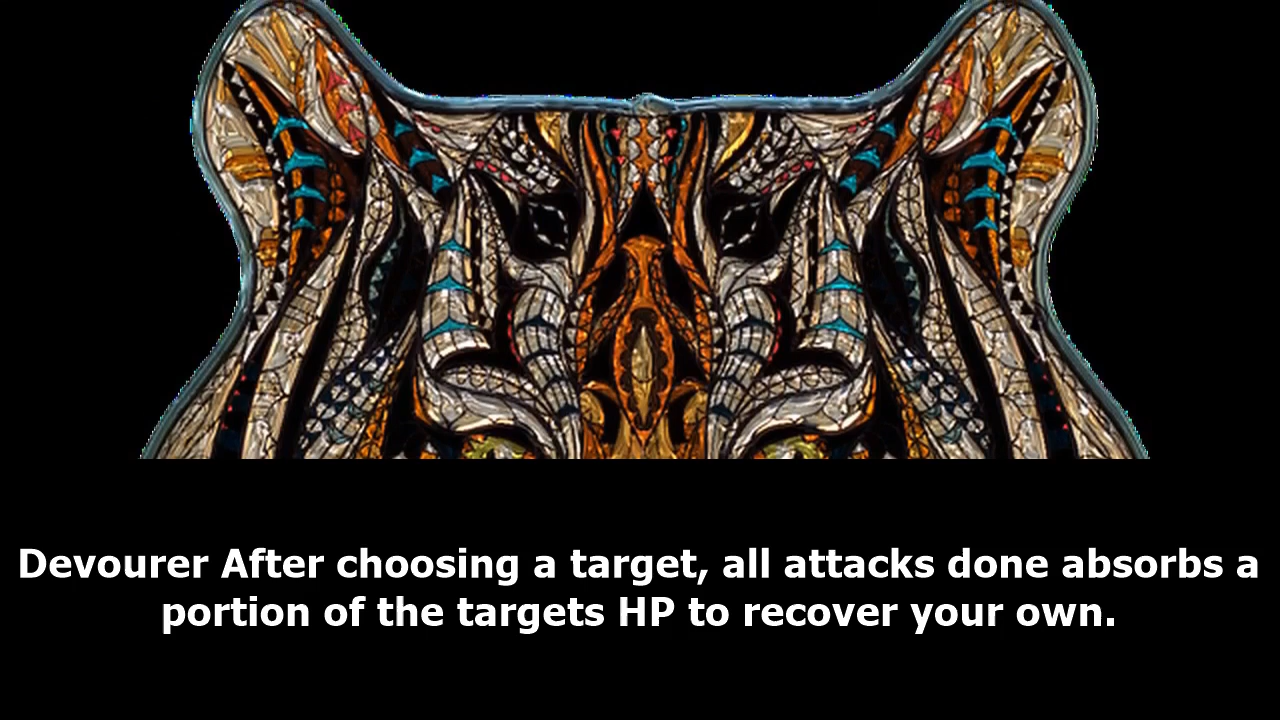 Devourer After choosing a target, all attacks done absorbs a
portion of the targets HP to recover your own.